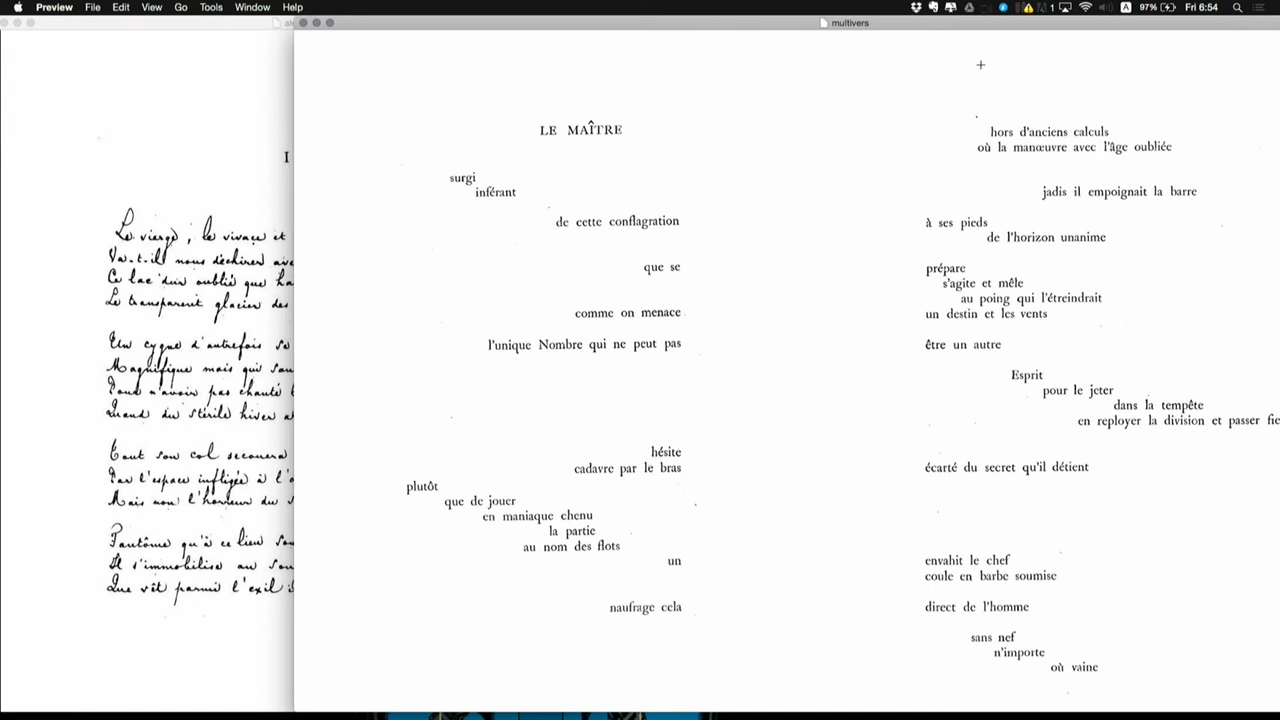 Preview File Edit View Go Tools Window Help
1 A 97% Fri 6:54
multivers
I
Le vierge, le vivace et
Va-t-il nous déchirer ave
Ce lac dur oublié que ha
Le transparent glacier des
Un cygne d'autrefois se
Magnifique mais qui san
Pour n'avoir pas chanté l
Quand du stérile hiver a
Tout son col secouera
Par l'espace infligée à l'o
Mais non l'horreur du s
Fantôme qu'à ce lieu son
Il s'immobilise au son
Que vêt parmi l'exil i
LE MAÎTRE
surgi
inférant
de cette conflagration
que se
comme on menace
l'unique Nombre qui ne peut pas
hésite
cadavre par le bras
plutôt
que de jouer
en maniaque chenu
la partie
au nom des flots
un
naufrage cela
hors d'anciens calculs
où la manœuvre avec l'âge oubliée
jadis il empoignait la barre
à ses pieds
de l'horizon unanime
prépare
s'agite et mêle
au poing qui l'étreindrait
un destin et les vents
être un autre
Esprit
pour le jeter
dans la tempête
en reployer la division et passer fie
écarté du secret qu'il détient
envahit le chef
coule en barbe soumise
direct de l'homme
sans nef
n'importe
où vaine